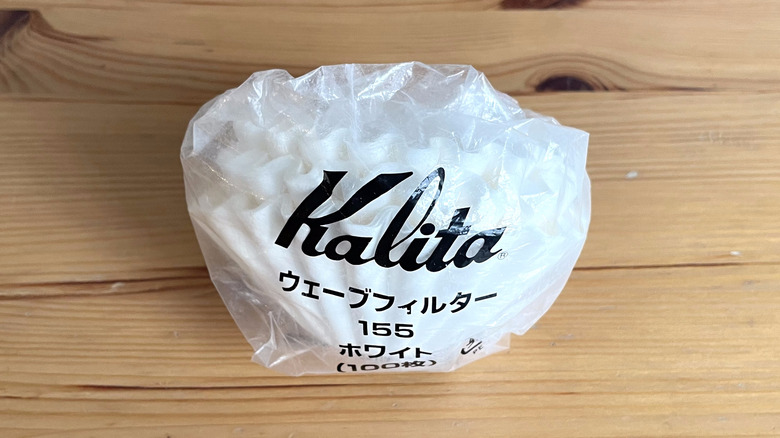 Kalita®
ウェーブフィルター
155
ホワイト
(100枚)